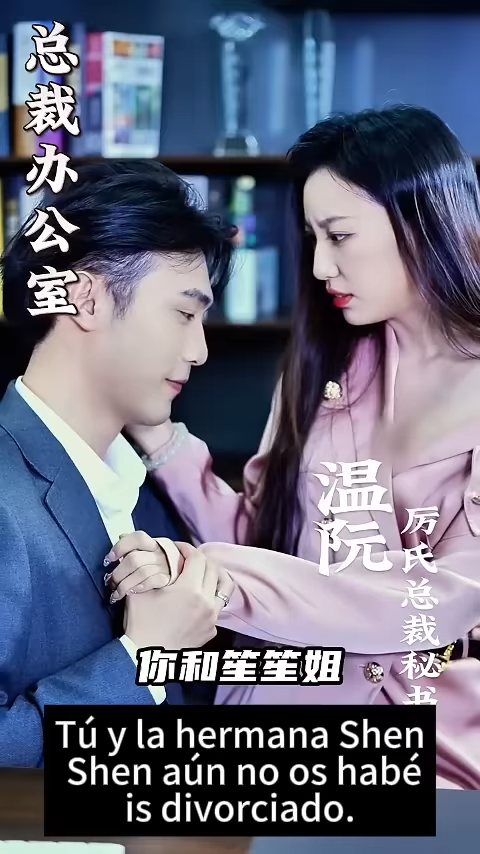 总裁办公室
温阮
厉氏总裁秘书
你和笙笙姐
Tú y la hermana Shen
Shen aún no os habé
is divorciado.